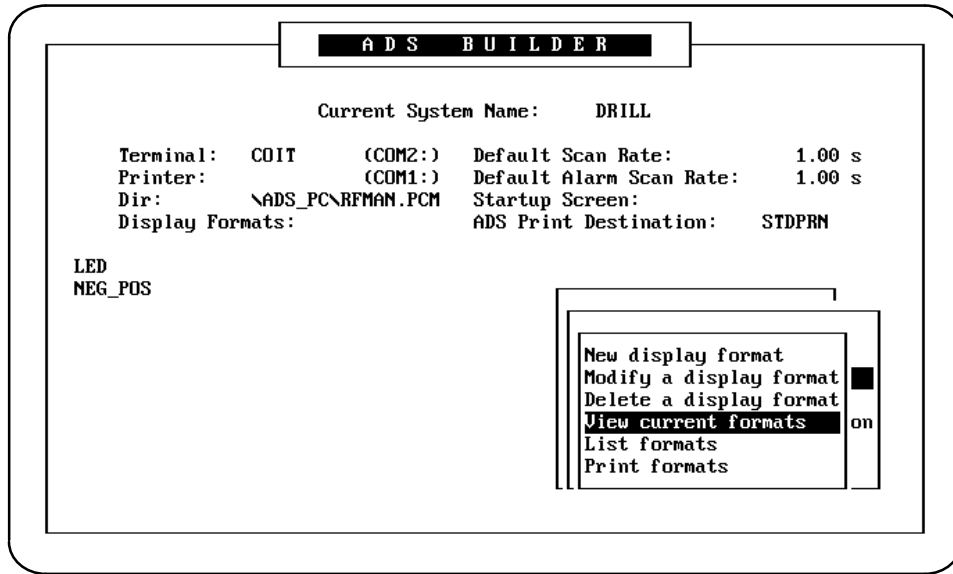 ADS BUILDER
Current System Name: DRILL
Terminal: COIT (COM2:) Default Scan Rate: 1.00 s
Printer: (COM1:) Default Alarm Scan Rate: 1.00 s
Dir: \ADS_PC\RFMAN.PCM Startup Screen:
Display Formats: ADS Print Destination: STDPRN
LED
NEG_POS
New display format
Modify a display format
Delete a display format
View current formats on
List formats
Print formats